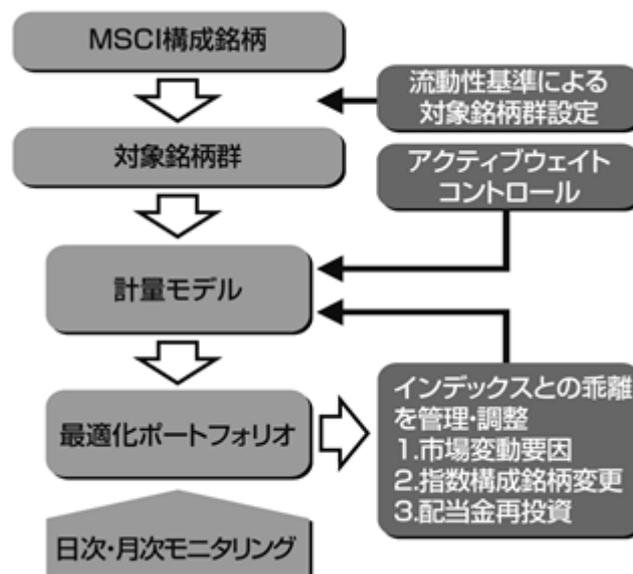 MSCI構成銘柄
流動性基準による
対象銘柄群設定
対象銘柄群
アクティブウェイト
コントロール
計量モデル
最適化ポートフォリオ
インデックスとの乖離
を管理・調整
1.市場変動要因
2.指数構成銘柄変更
3.配当金再投資
日次・月次モニタリング